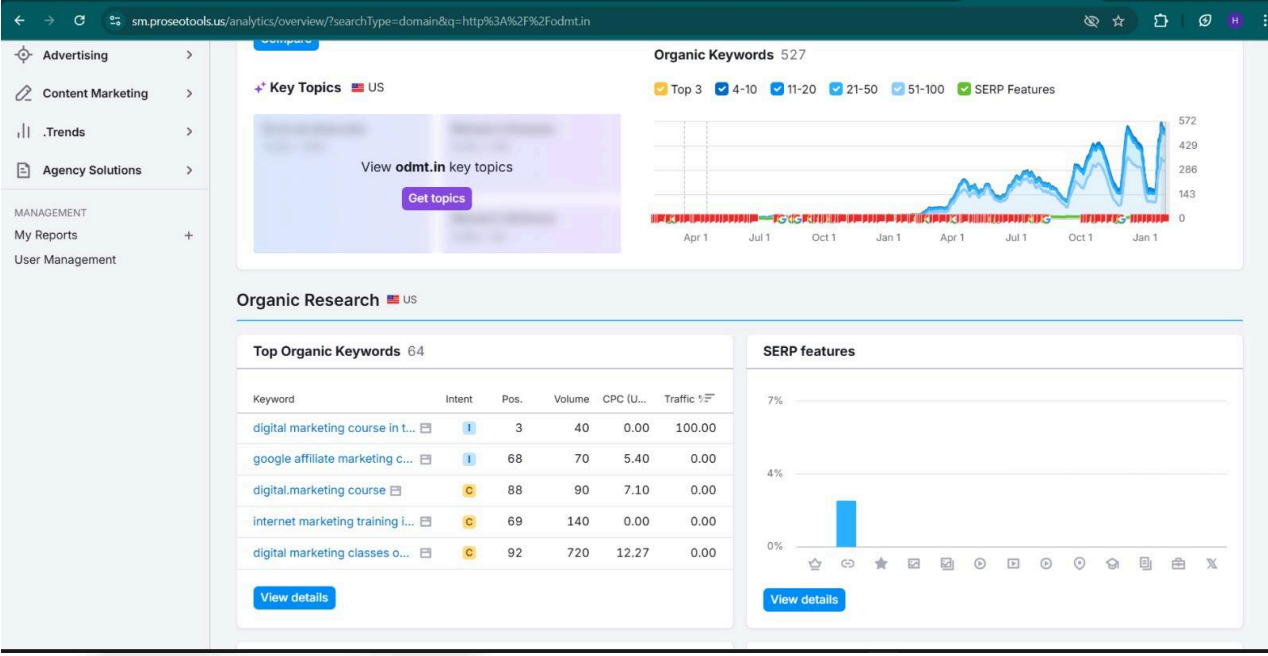 sm.proseotools.us/analytics/overview/?searchType=domain&q=http%3A%2F%2Fodmt.in
H
Advertising
Content Marketing
.Trends
Agency Solutions
MANAGEMENT
My Reports +
User Management
Compare
Key Topics US
View odmt.in key topics
Get topics
Organic Keywords 527
Top 3 4-10 11-20 21-50 51-100 SERP Features
572
429
286
143
0
Apr 1 Jul 1 Oct 1 Jan 1 Apr 1 Jul 1 Oct 1 Jan 1
Organic Research US
Top Organic Keywords 64
Keyword Intent Pos. Volume CPC (U... Traffic %
digital marketing course in t... I 3 40 0.00 100.00
google affiliate marketing c... I 68 70 5.40 0.00
digital.marketing course C 88 90 7.10 0.00
internet marketing training i... C 69 140 0.00 0.00
digital marketing classes o... C 92 720 12.27 0.00
View details
SERP features
7%
4%
0%
View details